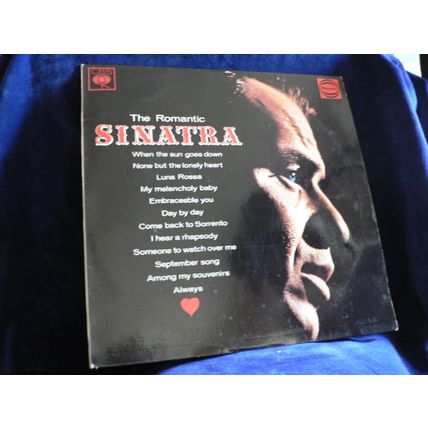 CBS
The Romantic
SINATRA
When the sun goes down
None but the lonely heart
Luna Rossa
My melancholy baby
Embraceable you
Day by day
Come back to Sorrento
I hear a rhapsody
Someone to watch over me
September song
Among my souvenirs
Always